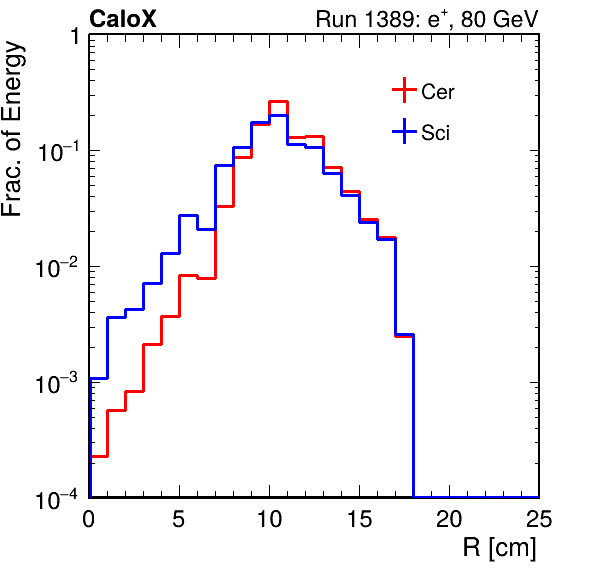 CaloX Run 1389: e⁺, 80 GeV
Frac. of Energy
1
10⁻¹
10⁻²
10⁻³
10⁻⁴
Cer
Sci
0 5 10 15 20 25
R [cm]